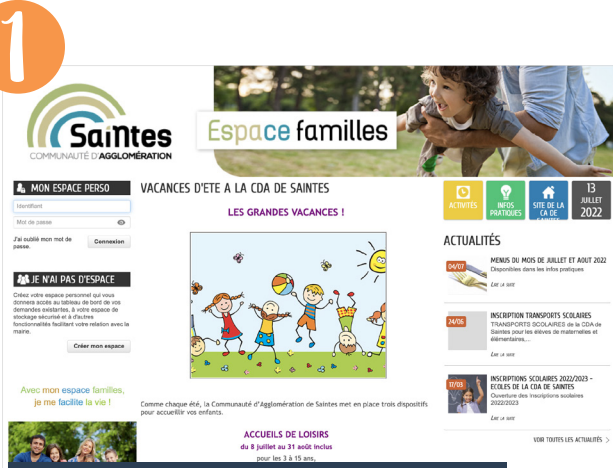 1
Saintes
COMMUNAUTÉ D'AGGLOMÉRATION
Espace familles
MON ESPACE PERSO
Identifiant
Mot de passe
J'ai oublié mon mot de
passe.
Connexion
JE N'AI PAS D'ESPACE
Créez votre espace personnel qui vous
donnera accès au tableau de bord de vos
demandes existantes, à votre espace de
stockage sécurisé et à d'autres
fonctionnalités facilitant votre relation avec la
mairie.
Créer mon espace
Avec mon espace familles,
je me facilite la vie !
VACANCES D'ETE A LA CDA DE SAINTES
LES GRANDES VACANCES !
Comme chaque été, la Communauté d'Agglomération de Saintes met en place trois dispositifs
pour accueillir vos enfants.
ACCUEILS DE LOISIRS
du 8 juillet au 31 août inclus
pour les 3 à 15 ans,
ACTIVITÉS
INFOS
PRATIQUES
SITE DE LA
CA DE
SAINTES
13
JUILLET
2022
ACTUALITÉS
04/07
MENUS DU MOIS DE JUILLET ET AOUT 2022
Disponibles dans les infos pratiques
Lire la suite
24/06
INSCRIPTION TRANSPORTS SCOLAIRES
TRANSPORTS SCOLAIRES de la CDA de
Saintes pour les élèves de maternelles et
élémentaires,...
Lire la suite
17/03
INSCRIPTIONS SCOLAIRES 2022/2023 -
ECOLES DE LA CDA DE SAINTES
Ouverture des inscriptions scolaires
2022/2023
Lire la suite
VOIR TOUTES LES ACTUALITÉS >